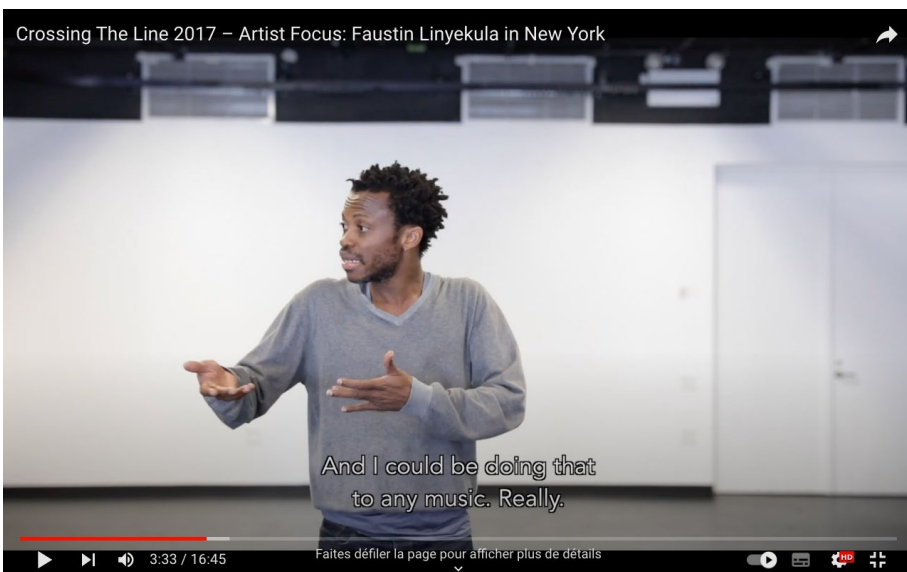 Crossing The Line 2017 – Artist Focus: Faustin Linyekula in New York
And I could be doing that
to any music. Really.
3:33 / 16:45
Faites défiler la page pour afficher plus de détails
HD